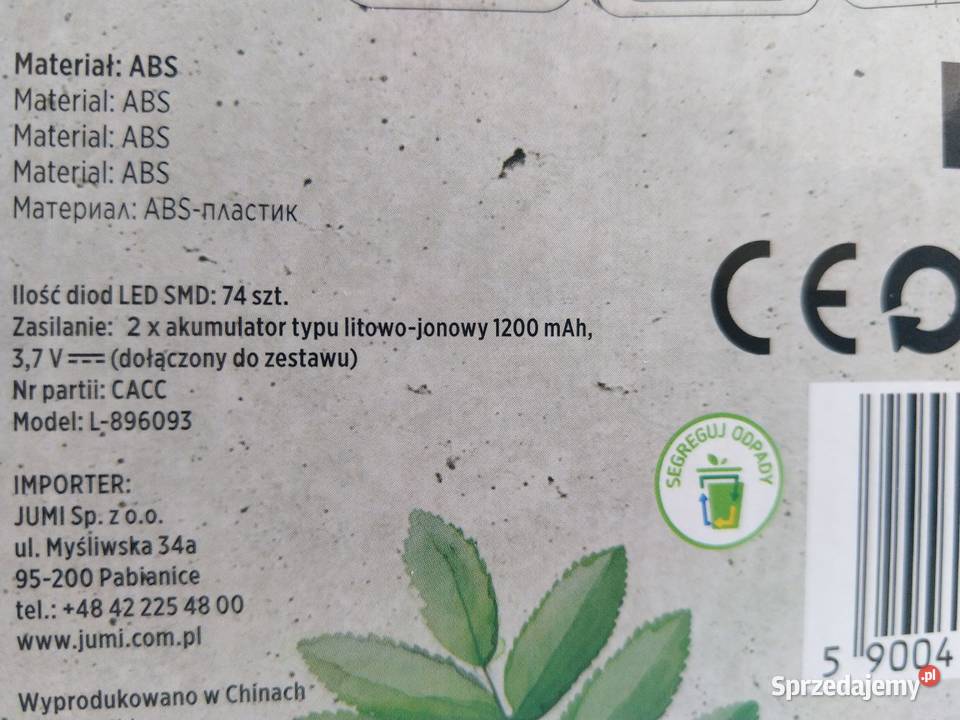 Materiał: ABS
Material: ABS
Material: ABS
Material: ABS
Материал: ABS-пластик
Ilość diod LED SMD: 74 szt.
Zasilanie: 2 x akumulator typu litowo-jonowy 1200 mAh,
3,7 V (dołączony do zestawu)
Nr partii: CACC
Model: L-896093
IMPORTER:
JUMI Sp. z o.o.
ul. Myśliwska 34a
95-200 Pabianice
tel.: +48 42 225 48 00
www.jumi.com.pl
Wyprodukowano w Chinach
CE
SEGREGUJ ODPADY
5 9004
Sprzedajemy.pl